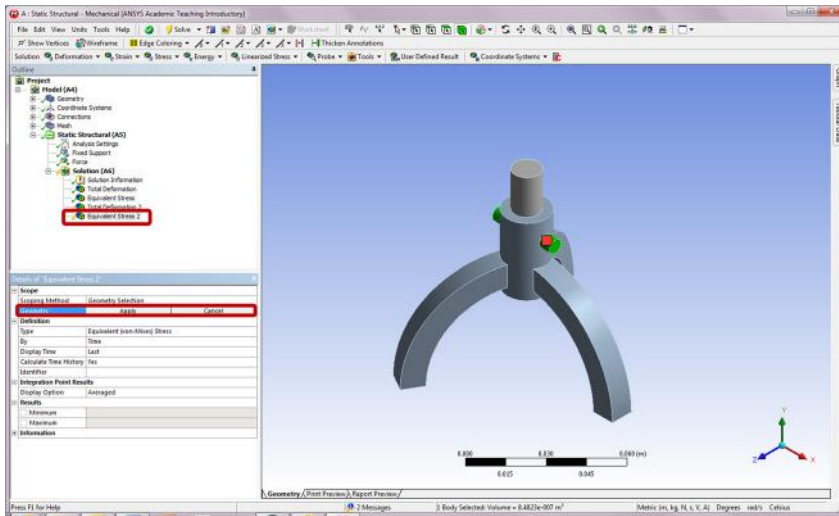 A : Static Structural - Mechanical [ANSYS Academic Teaching Introductory]
File Edit View Units Tools Help Solve Worksheet
Show Vertices Wireframe Edge Coloring Thicken Annotations
Solution Deformation Strain Stress Energy Linearized Stress Probe Tools User Defined Result Coordinate Systems
Outline
Project
Model (A4)
Geometry
Coordinate Systems
Connections
Mesh
Static Structural (A5)
Analysis Settings
Fixed Support
Force
Solution (A6)
Solution Information
Total Deformation
Equivalent Stress
Total Deformation 2
Equivalent Stress 2
Details of "Equivalent Stress 2"
Scope
Scoping Method Geometry Selection
Geometry Apply Cancel
Definition
Type Equivalent (von-Mises) Stress
By Time
Display Time Last
Calculate Time History Yes
Identifier
Integration Point Results
Display Option Averaged
Results
Minimum
Maximum
Information
0.000 0.030 0.060 (m)
0.015 0.045
Y
Z X
Geometry Print Preview Report Preview
Press F1 for Help 2 Messages 1 Body Selected: Volume = 8.4823e-007 m³ Metric (m, kg, N, s, V, A) Degrees rad/s Celsius